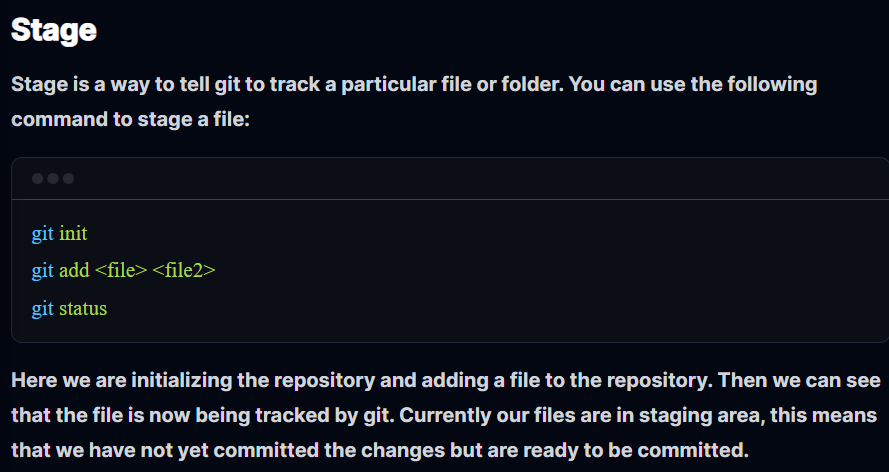 Stage
Stage is a way to tell git to track a particular file or folder. You can use the following
command to stage a file:
git init
git add <file> <file2>
git status
Here we are initializing the repository and adding a file to the repository. Then we can see
that the file is now being tracked by git. Currently our files are in staging area, this means
that we have not yet committed the changes but are ready to be committed.